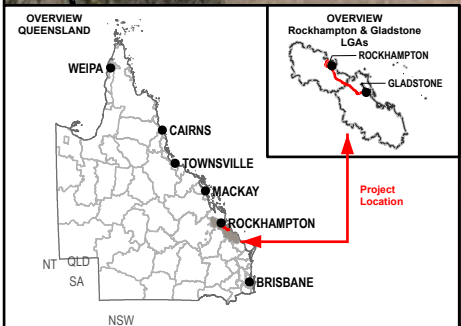 OVERVIEW
QUEENSLAND
WEIPA
CAIRNS
TOWNSVILLE
MACKAY
ROCKHAMPTON
BRISBANE
NT
QLD
SA
NSW
OVERVIEW
Rockhampton & Gladstone
LGAs
ROCKHAMPTON
GLADSTONE
Project
Location